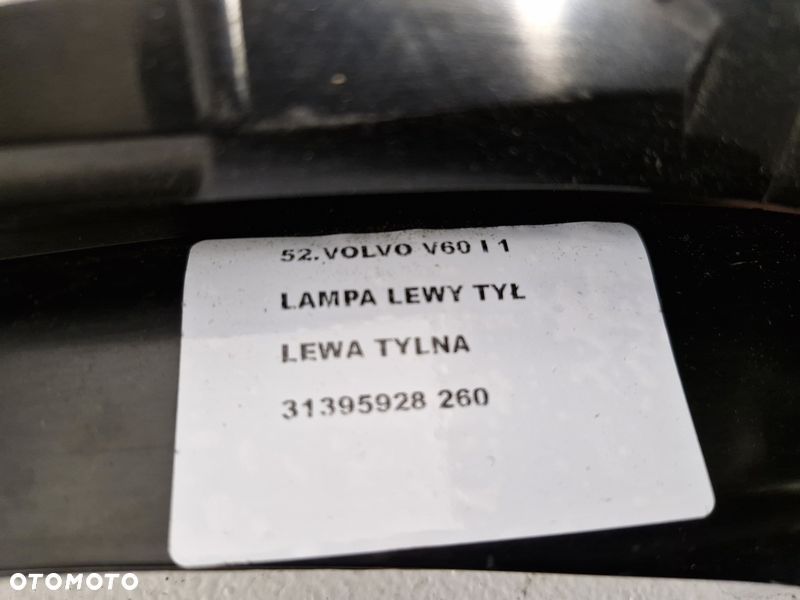 52.VOLVO V60 I 1
LAMPA LEWY TYŁ
LEWA TYLNA
31395928 260
OTOMOTO